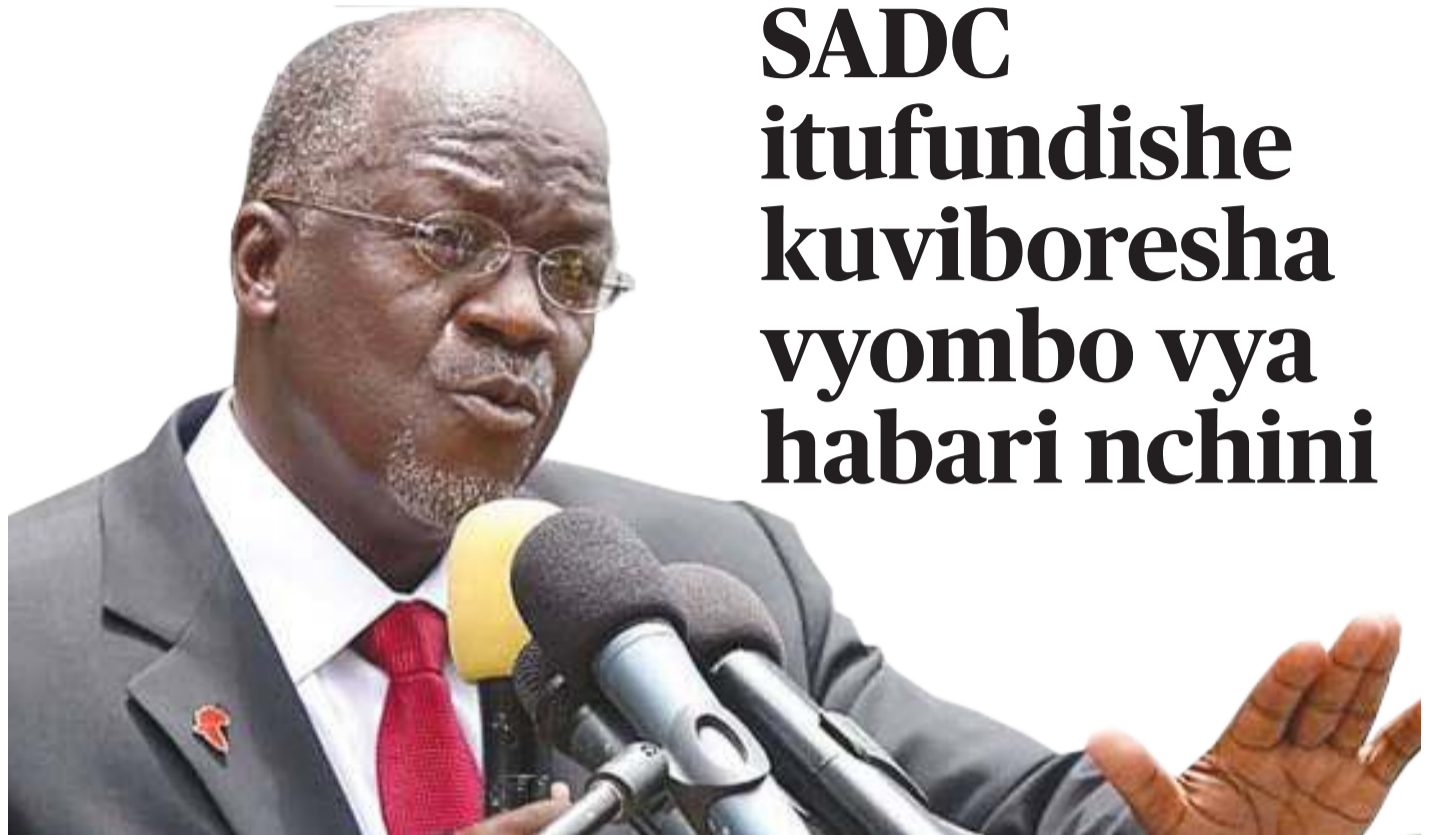 SADC
itufundishe
kuviboresha
vyombo vya
habari nchini